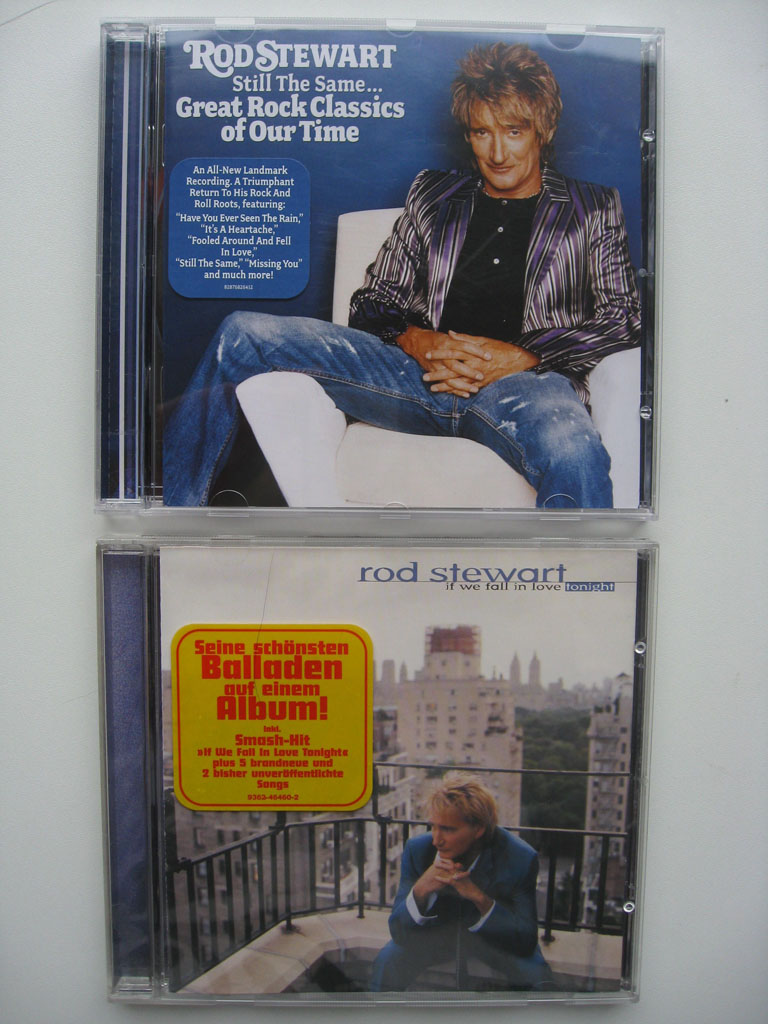 ROD STEWART
Still The Same...
Great Rock Classics
of Our Time
An All-New Landmark
Recording. A Triumphant
Return To His Rock And
Roll Roots, featuring:
"Have You Ever Seen The Rain,"
"It's A Heartache,"
"Fooled Around And Fell
In Love,"
"Still The Same," "Missing You"
and much more!
82876826412
rod stewart
if we fall in love tonight
Seine schönsten
Balladen
auf einem
Album!
inkl.
Smash-Hit
»If We Fall In Love Tonight«
plus 5 brandneue und
2 bisher unveröffentlichte
Songs
9362-46460-2